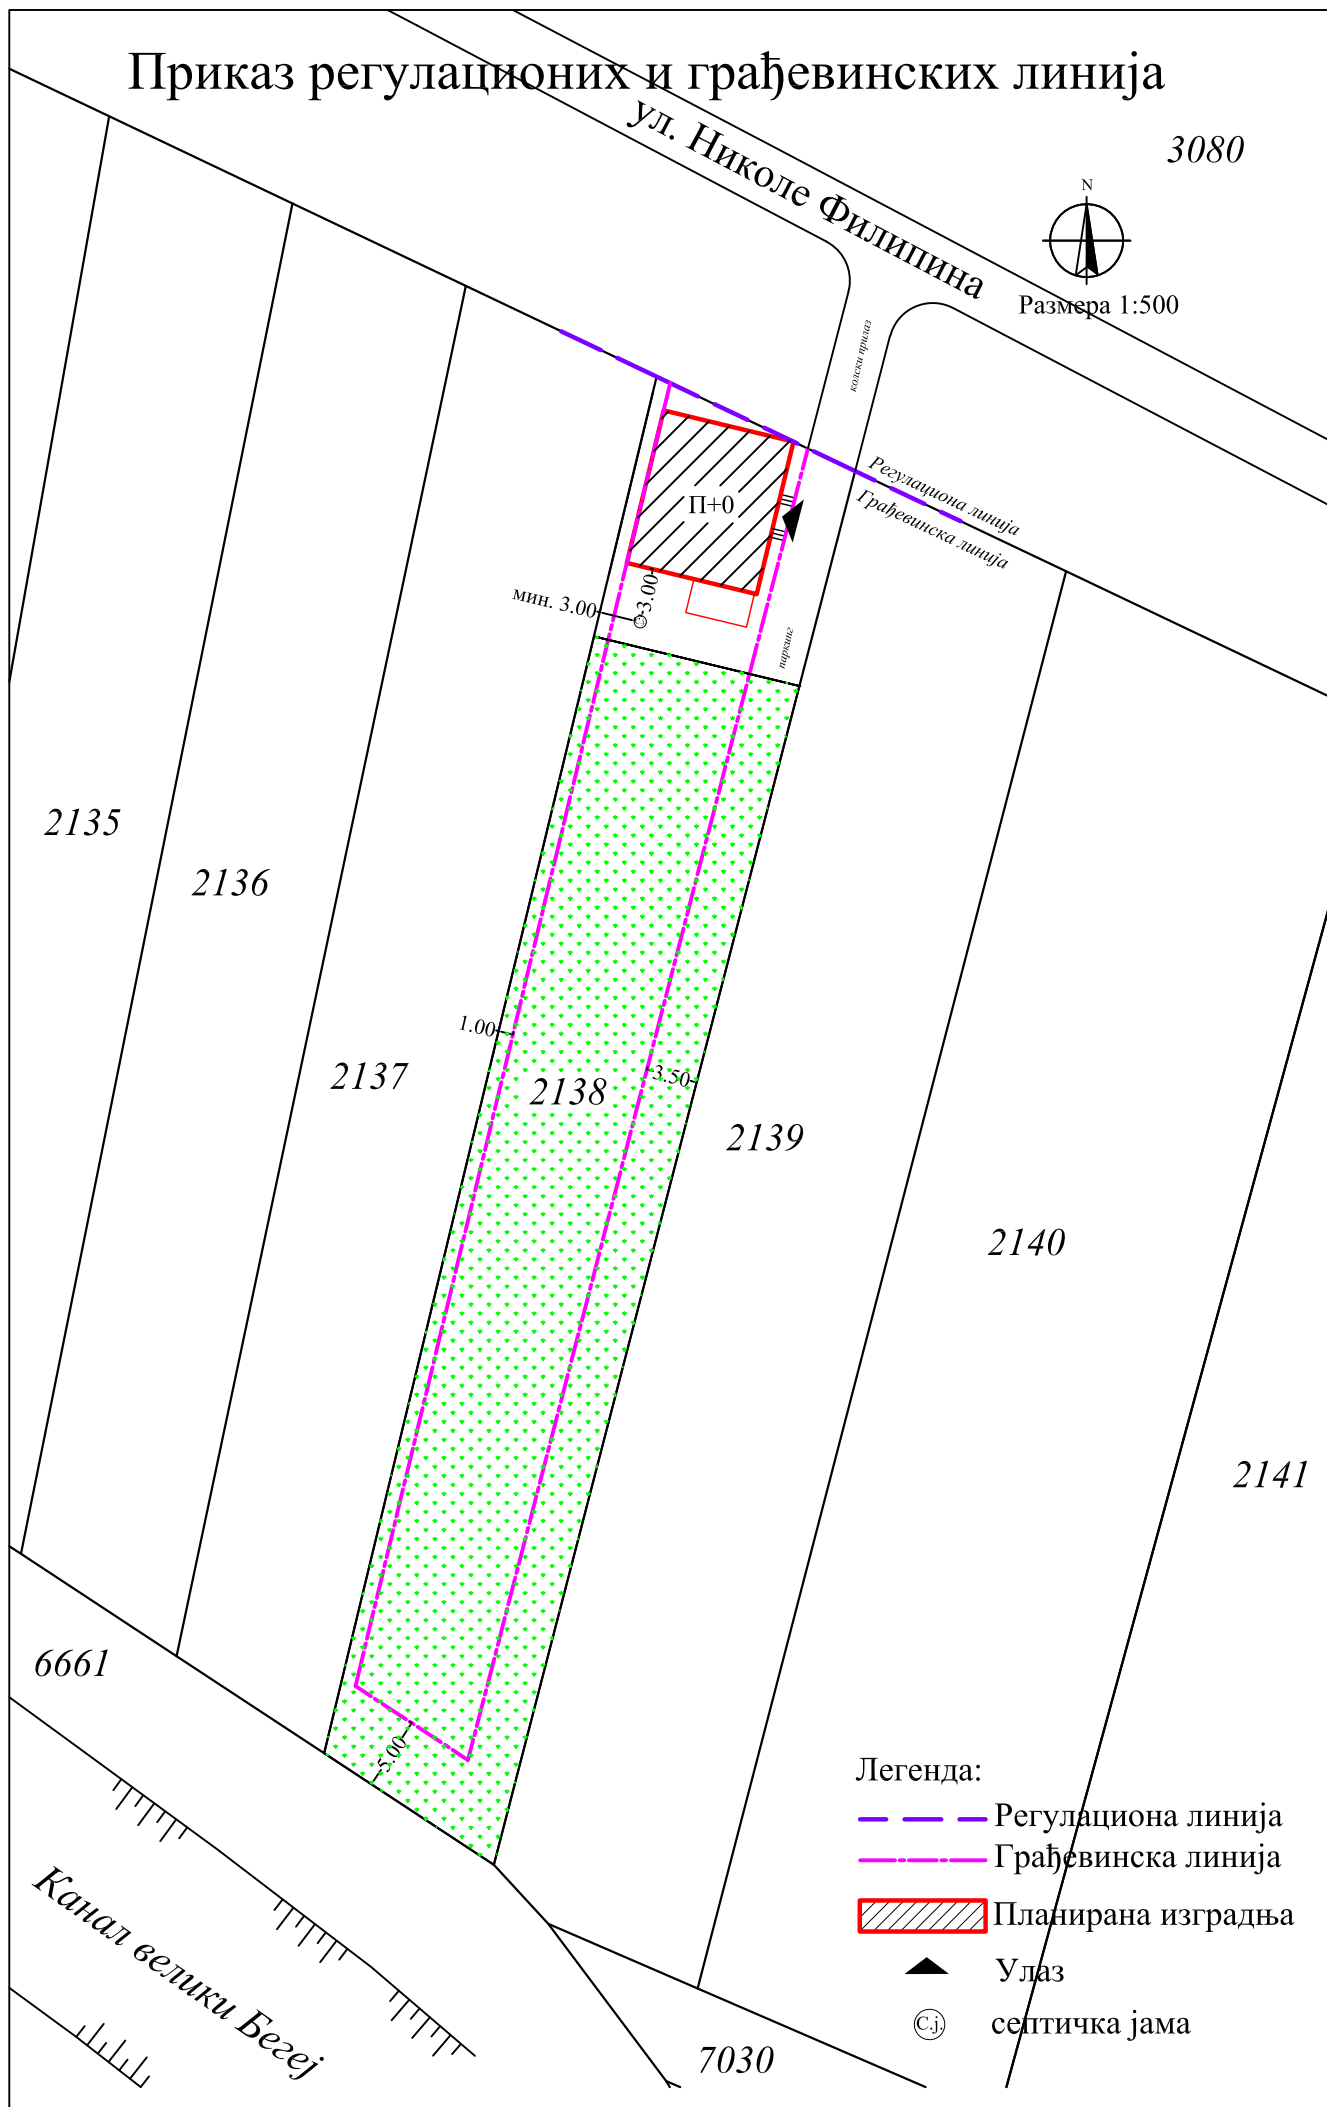 Приказ регулационих и грађевинских линија
ул. Николе Филипина
3080
N
Размера 1:500
колски прилаз
Регулациона линија
Грађевинска линија
П+0
мин. 3.00
3.00
паркинг
2135
2136
2137
1.00
2138
3.50
2139
2140
2141
6661
5.00
Канал велики Бегеј
7030
Легенда:
Регулациона линија
Грађевинска линија
Планирана изградња
Улаз
С.ј.
септичка јама